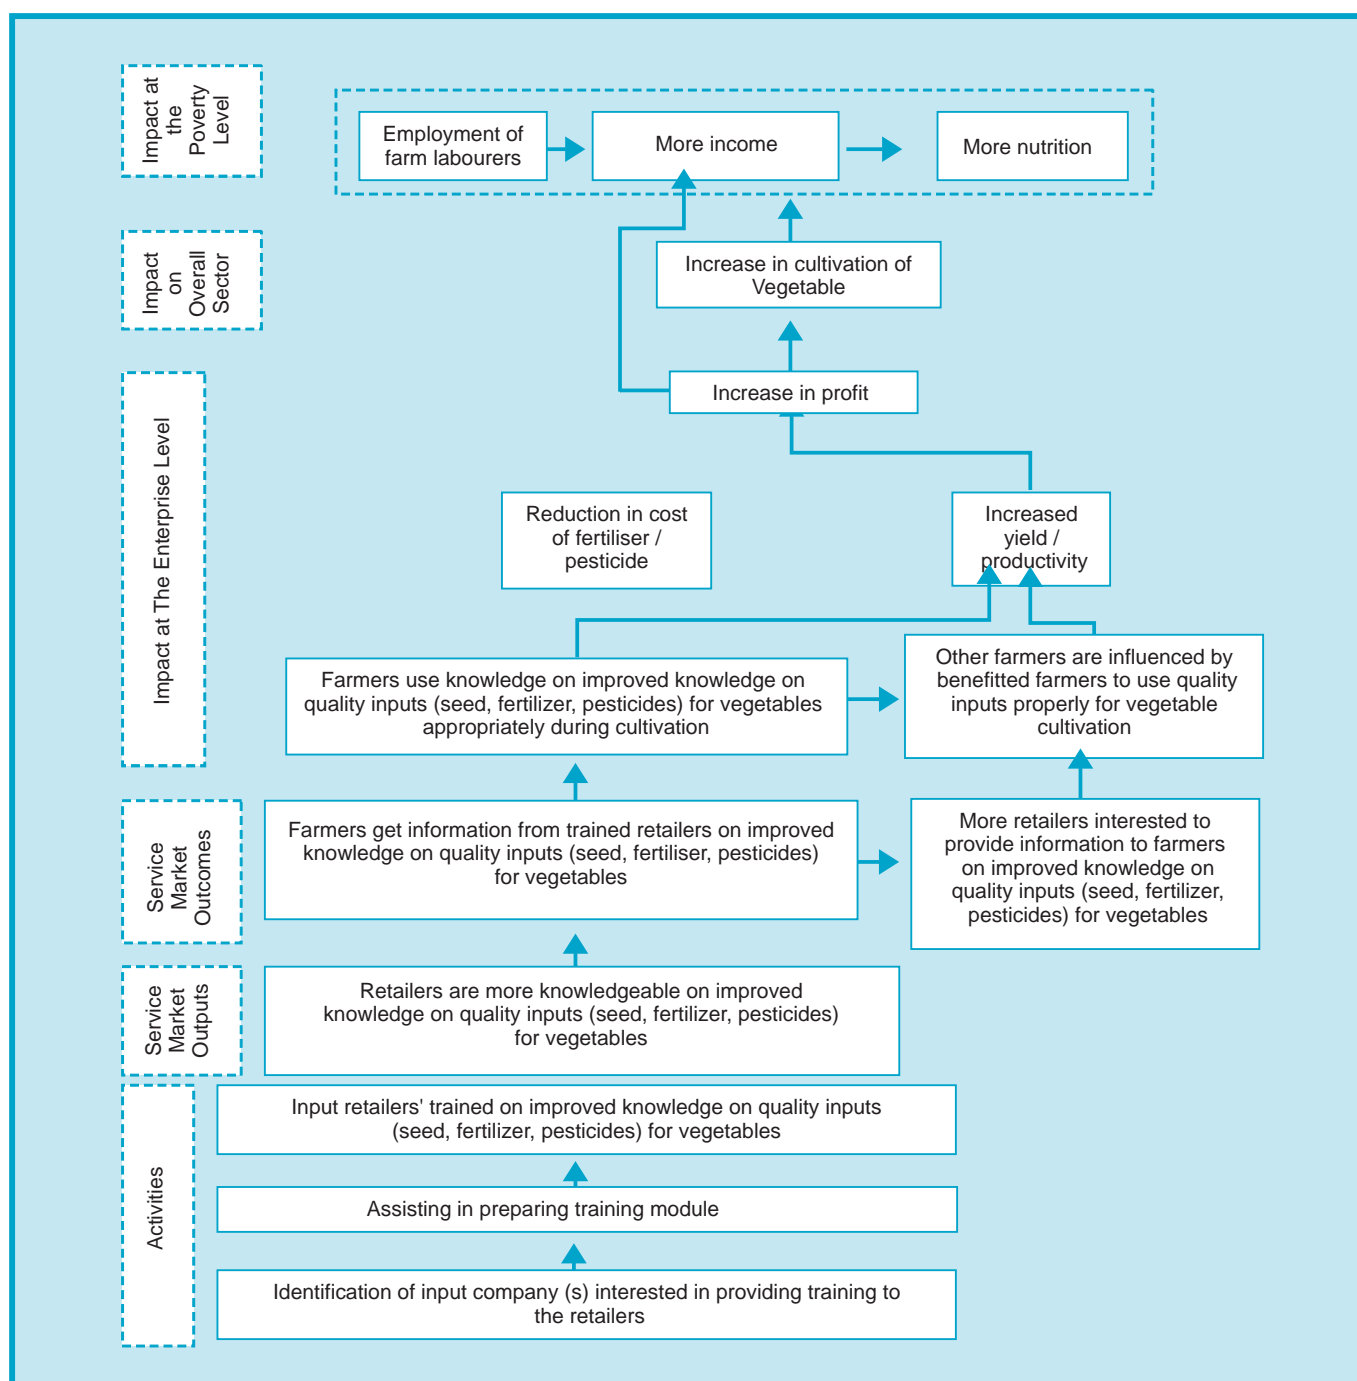 Impact at
the
Poverty
Level
Employment of
farm labourers
More income
More nutrition
Impact
on
Overall
Sector
Increase in cultivation of
Vegetable
Impact at The Enterprise Level
Increase in profit
Reduction in cost
of fertiliser /
pesticide
Increased
yield /
productivity
Farmers use knowledge on improved knowledge on
quality inputs (seed, fertilizer, pesticides) for vegetables
appropriately during cultivation
Other farmers are influenced by
benefitted farmers to use quality
inputs properly for vegetable
cultivation
Service
Market
Outcomes
Farmers get information from trained retailers on improved
knowledge on quality inputs (seed, fertiliser, pesticides)
for vegetables
More retailers interested to
provide information to farmers
on improved knowledge on
quality inputs (seed, fertilizer,
pesticides) for vegetables
Service
Market
Outputs
Retailers are more knowledgeable on improved
knowledge on quality inputs (seed, fertilizer, pesticides)
for vegetables
Activities
Input retailers' trained on improved knowledge on quality inputs
(seed, fertilizer, pesticides) for vegetables
Assisting in preparing training module
Identification of input company (s) interested in providing training to
the retailers